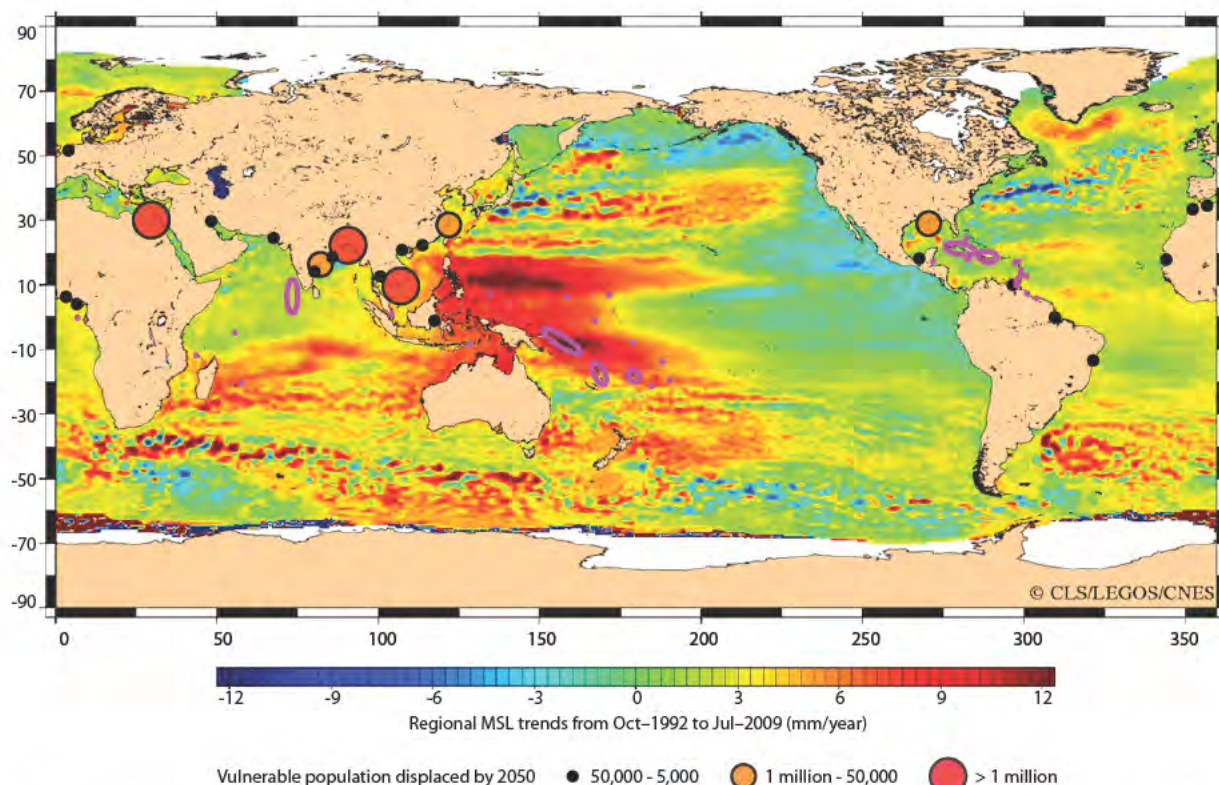 90
70
50
30
10
-10
-30
-50
-70
-90
© CLS/LEGOS/CNES
0 50 100 150 200 250 300 350
-12 -9 -6 -3 0 3 6 9 12
Regional MSL trends from Oct–1992 to Jul–2009 (mm/year)
Vulnerable population displaced by 2050 50,000 - 5,000 1 million - 50,000 > 1 million